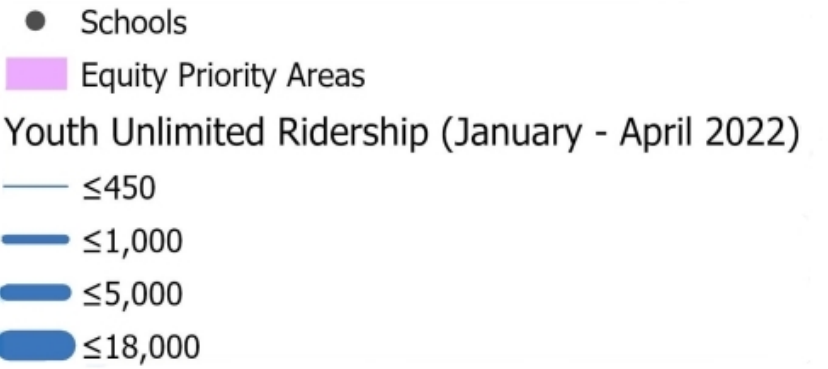 Schools
Equity Priority Areas
Youth Unlimited Ridership (January - April 2022)
≤450
≤1,000
≤5,000
≤18,000